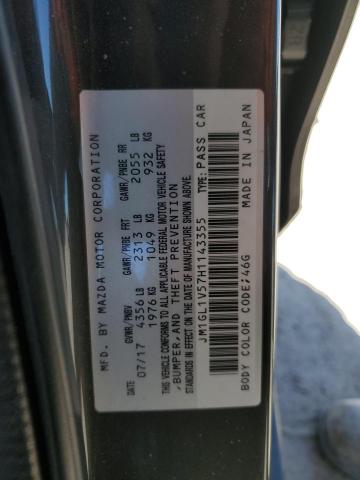 MFD. BY MAZDA MOTOR CORPORATION
DATE GVWR/PNBV GAWR/PNBE FRT GAWR/PNBE RR
07/17 4356 LB 2313 LB 2055 LB
1976 KG 1049 KG 932 KG
THIS VEHICLE CONFORMS TO ALL APPLICABLE FEDERAL MOTOR VEHICLE SAFETY
,BUMPER,AND THEFT PREVENTION
STANDARDS IN EFFECT ON THE DATE OF MANUFACTURE SHOWN ABOVE.
JM1GL1V57H1143355 TYPE:PASS CAR
BODY COLOR CODE:46G MADE IN JAPAN